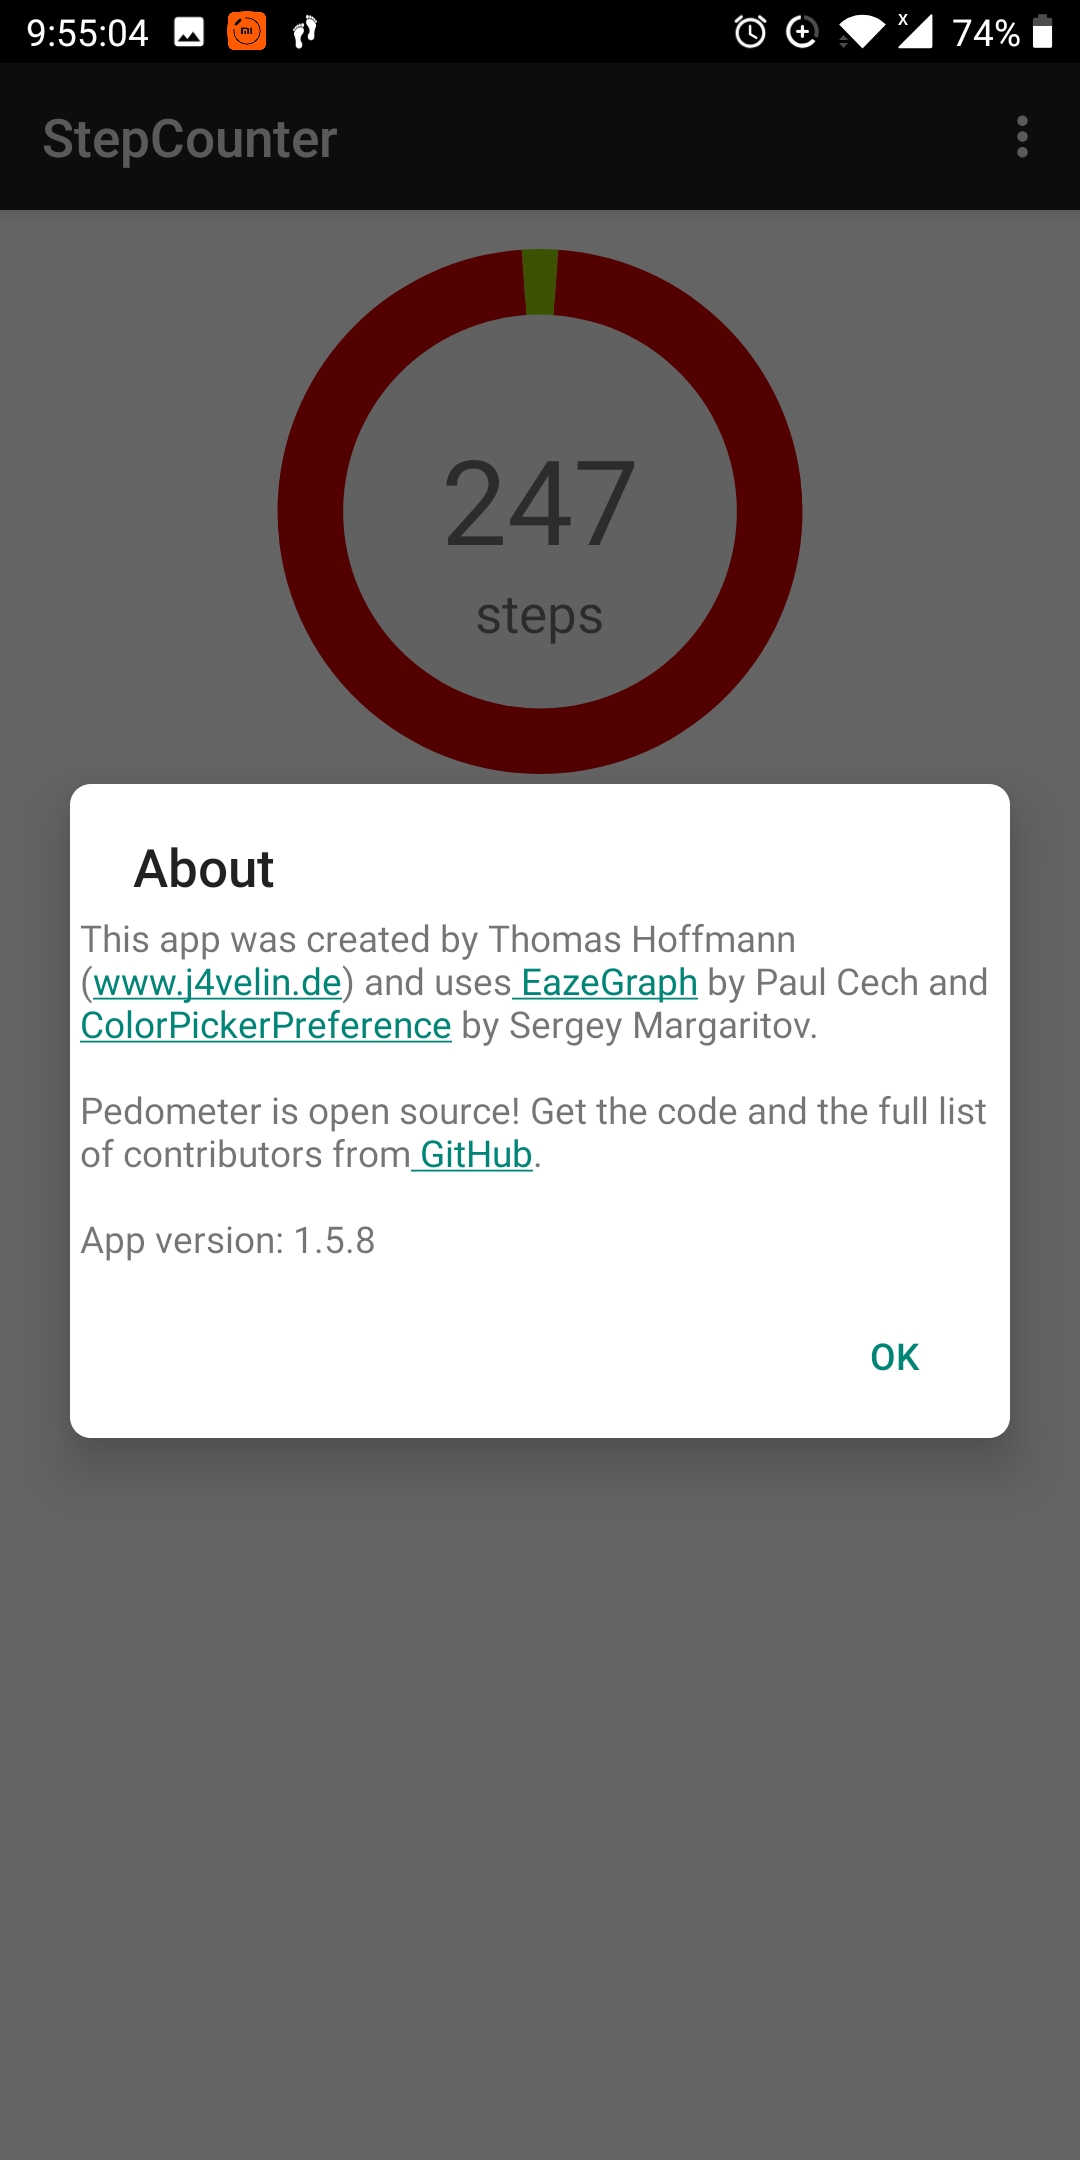 9:55:04
74%
StepCounter
247
steps
About
This app was created by Thomas Hoffmann
(www.j4velin.de) and uses EazeGraph by Paul Cech and
ColorPickerPreference by Sergey Margaritov.
Pedometer is open source! Get the code and the full list
of contributors from GitHub.
App version: 1.5.8
OK